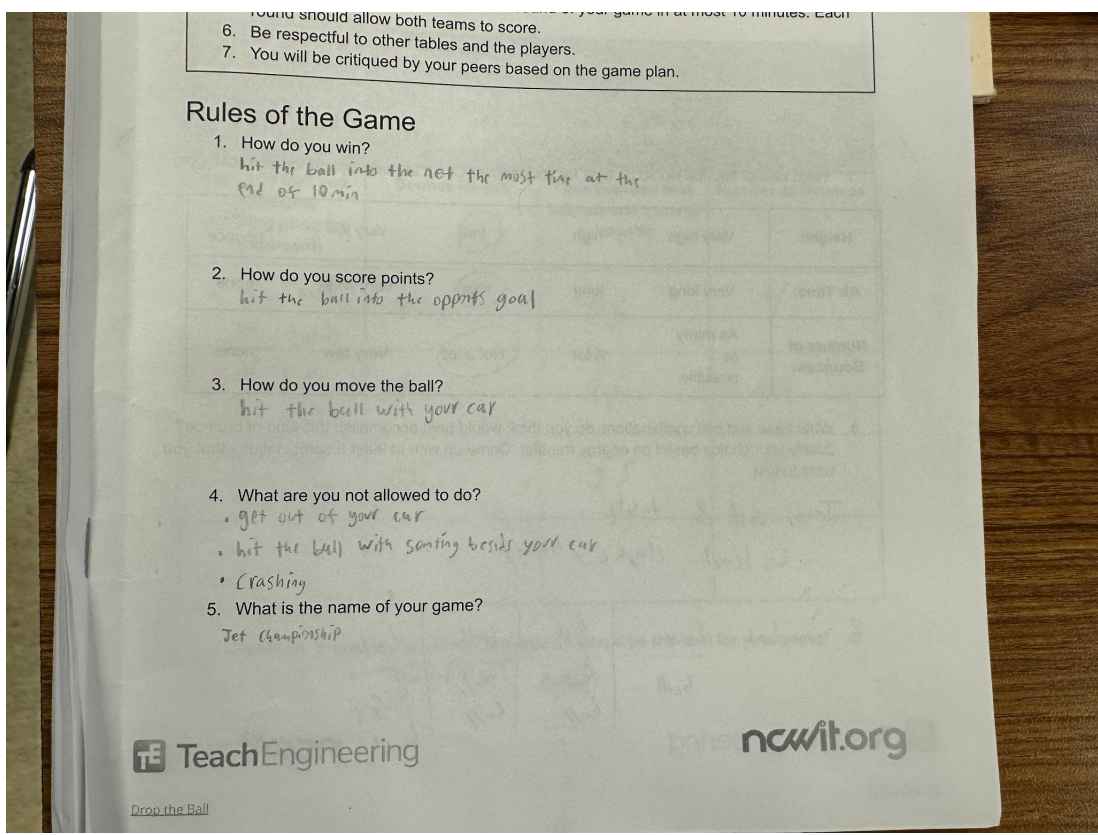 round should allow both teams to score.
6. Be respectful to other tables and the players.
7. You will be critiqued by your peers based on the game plan.
Rules of the Game
1. How do you win?
hit the ball into the net the most time at the
end of 10 min
2. How do you score points?
hit the ball into the oppnts goal
3. How do you move the ball?
hit the ball with your car
4. What are you not allowed to do?
• get out of your car
• hit the ball with somting besids your car
• Crashing
5. What is the name of your game?
Jet Championship
TE TeachEngineering
ncwit.org
Drop the Ball